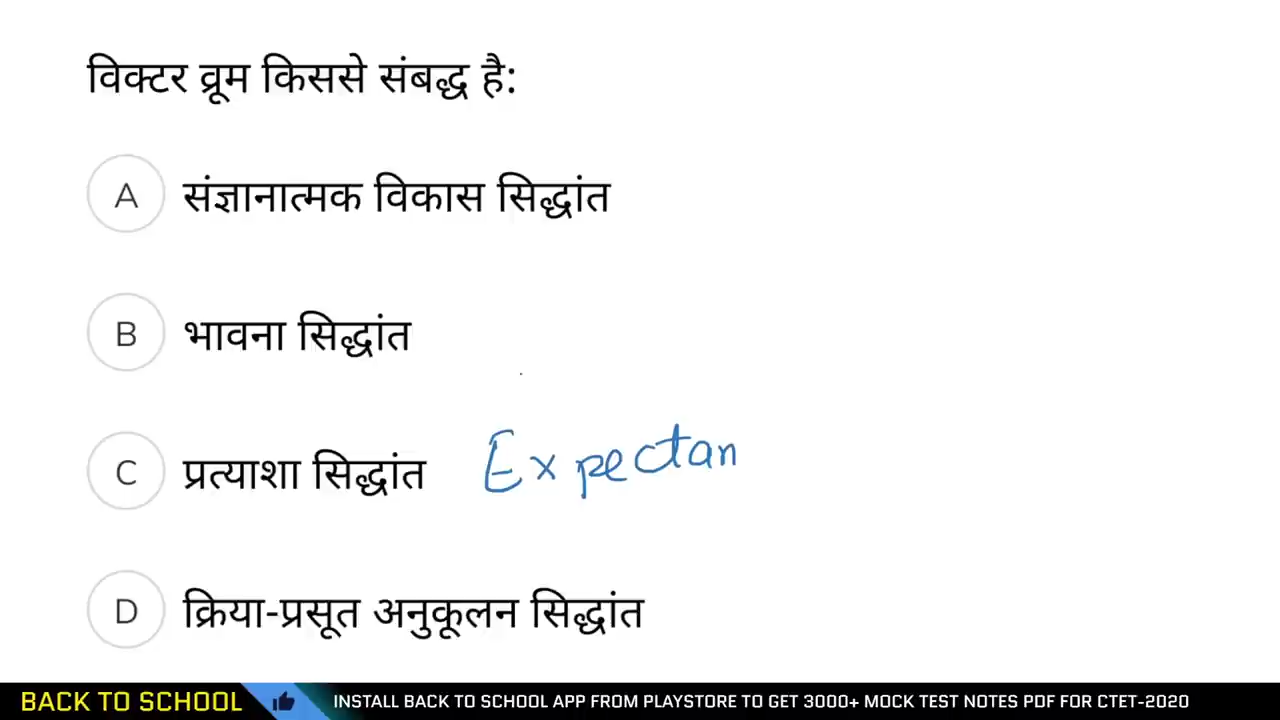 विक्टर व्रूम किससे संबद्ध है:
A संज्ञानात्मक विकास सिद्धांत
B भावना सिद्धांत
C प्रत्याशा सिद्धांत Expectan
D क्रिया-प्रसूत अनुकूलन सिद्धांत
BACK TO SCHOOL INSTALL BACK TO SCHOOL APP FROM PLAYSTORE TO GET 3000+ MOCK TEST NOTES PDF FOR CTET-2020